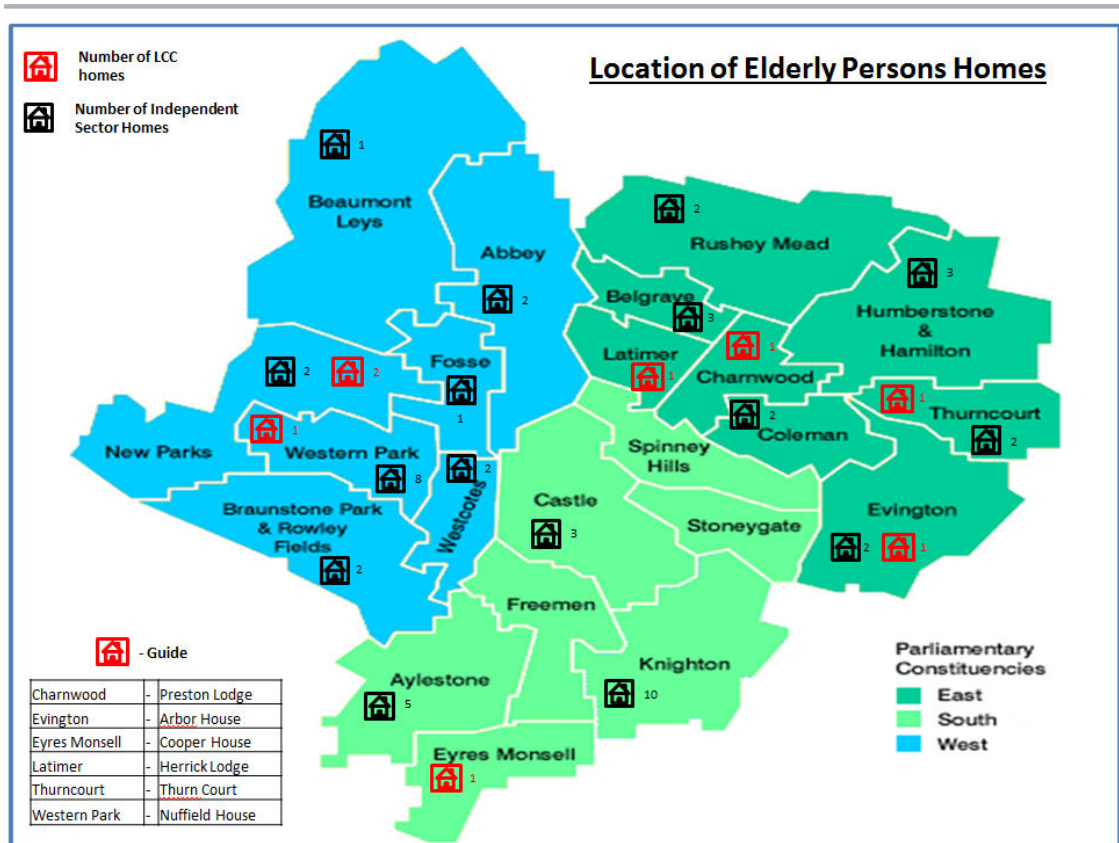 Number of LCC
homes
Number of Independent
Sector Homes
Location of Elderly Persons Homes
1
Beaumont
Leys
Abbey
2
2
Rushey Mead
3
Humberstone
&
Hamilton
Belgrave
3
Latimer
1
1
Charnwood
Fosse
1
2
2
1
Western Park
8
New Parks
2
Westcotes
Braunstone Park
& Rowley
Fields
2
1
Thurncourt
2
2
Coleman
Spinney
Hills
Castle
3
Stoneygate
Evington
2
1
Freemen
Knighton
10
Aylestone
5
Eyres Monsell
1
- Guide
Charnwood - Preston Lodge
Evington - Arbor House
Eyres Monsell - Cooper House
Latimer - Herrick Lodge
Thurncourt - Thurn Court
Western Park - Nuffield House
Parliamentary
Constituencies
East
South
West